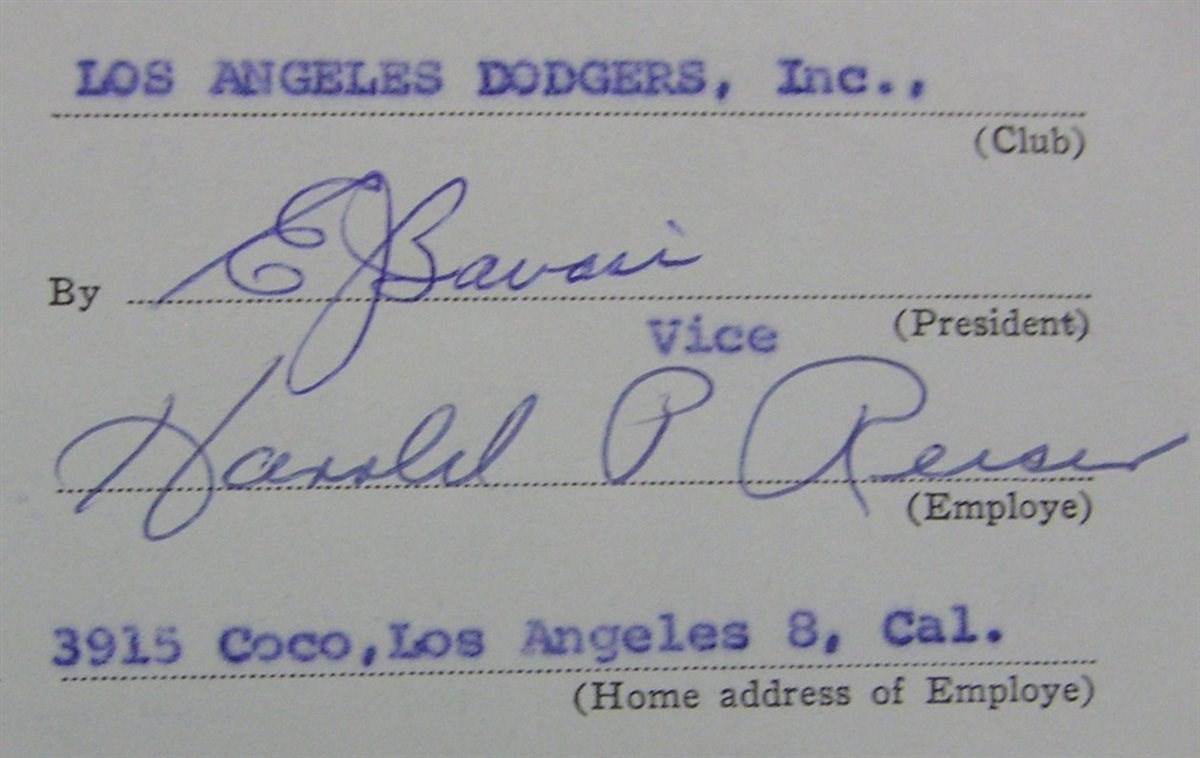 LOS ANGELES DODGERS, Inc.,
(Club)
By E J Bavasi
(President)
Vice
Harold P Reiser
(Employe)
3915 Coco,Los Angeles 8, Cal.
(Home address of Employe)